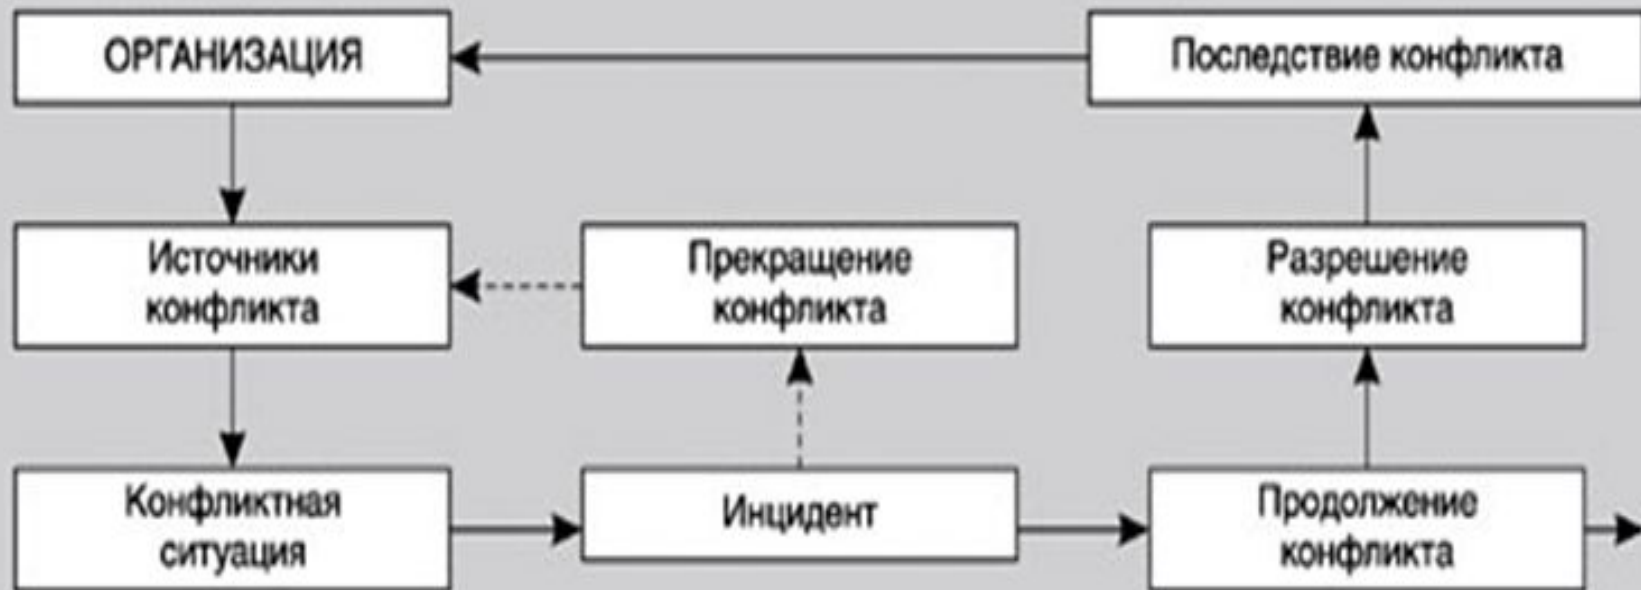 ОРГАНИЗАЦИЯ
Последствие конфликта
Источники
конфликта
Прекращение
конфликта
Разрешение
конфликта
Конфликтная
ситуация
Инцидент
Продолжение
конфликта